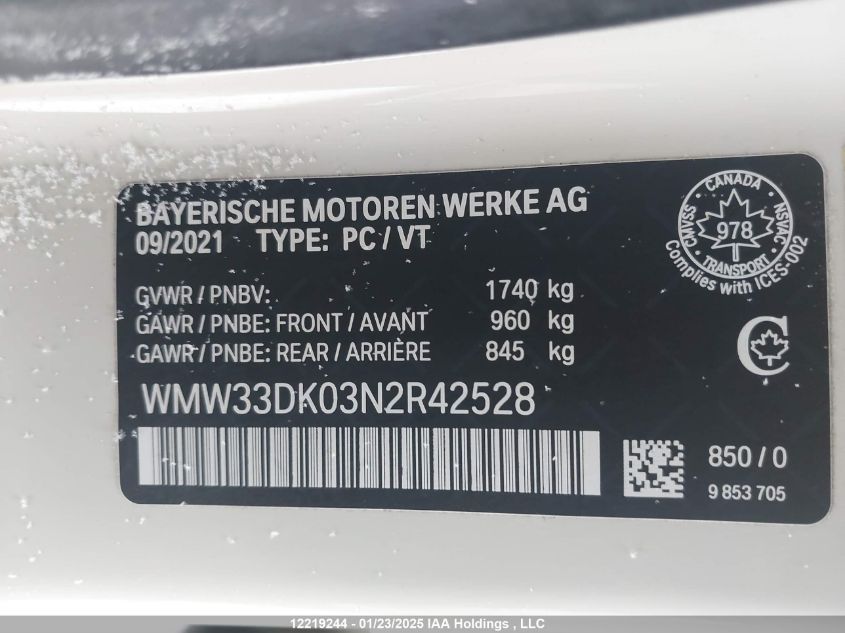 BAYERISCHE MOTOREN WERKE AG
09/2021 TYPE: PC / VT
GVWR / PNBV: 1740 kg
GAWR / PNBE: FRONT / AVANT 960 kg
GAWR / PNBE: REAR / ARRIÈRE 845 kg
WMW33DK03N2R42528
850 / 0
9 853 705
CANADA
CMVSS
978
NSVAC
TRANSPORT
Complies with ICES-002
C
12219244 - 01/23/2025 IAA Holdings , LLC